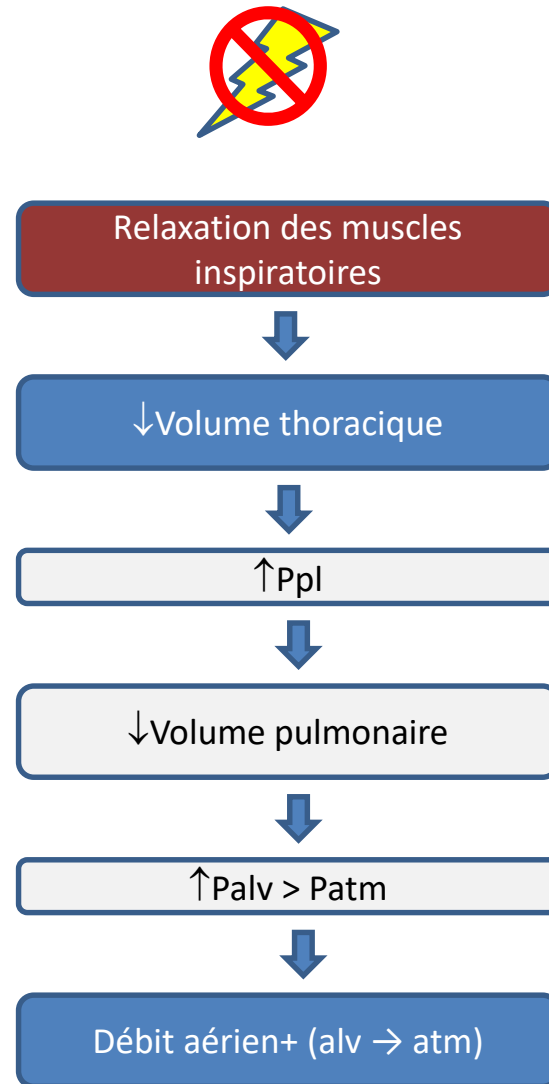 Relaxation des muscles
inspiratoires
↓Volume thoracique
↑Ppl
↓Volume pulmonaire
↑Palv > Patm
Débit aérien+ (alv → atm)